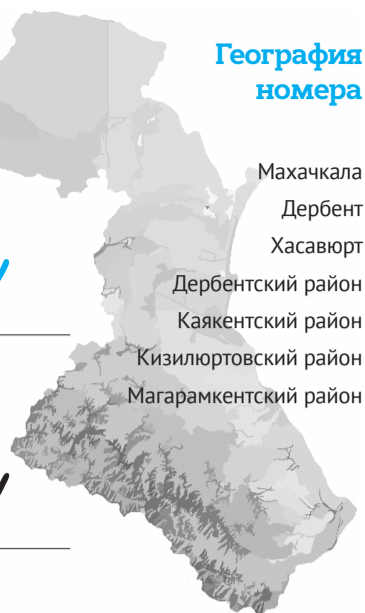 География
номера
Махачкала
Дербент
Хасавюрт
Дербентский район
Каякентский район
Кизилюртовский район
Магарамкентский район